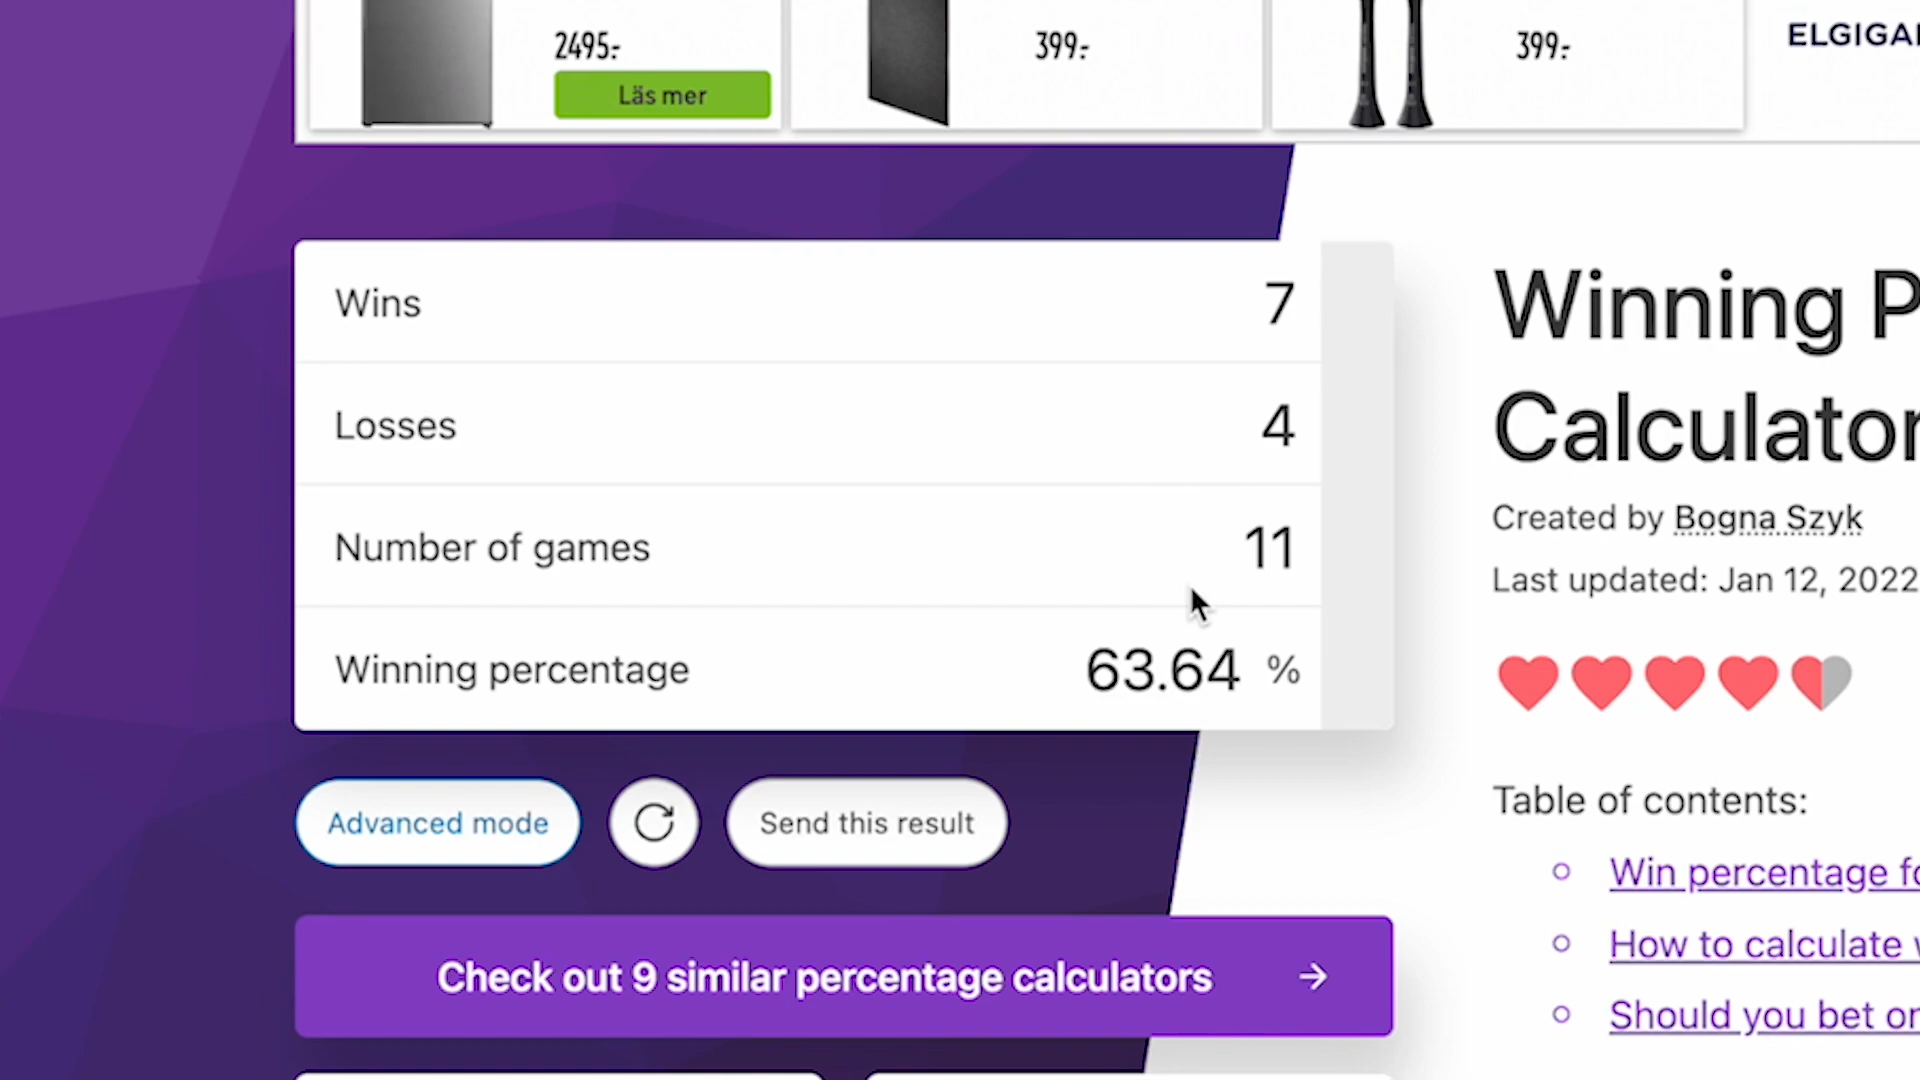 2495:-
Läs mer
399:-
399:-
Wins 7
Losses 4
Number of games 11
Winning percentage 63.64 %
Advanced mode
Send this result
Check out 9 similar percentage calculators
Winning
Calculator
Created by Bogna Szyk
Last updated: Jan 12, 2022
Table of contents:
Win percentage
How to calculate
Should you bet